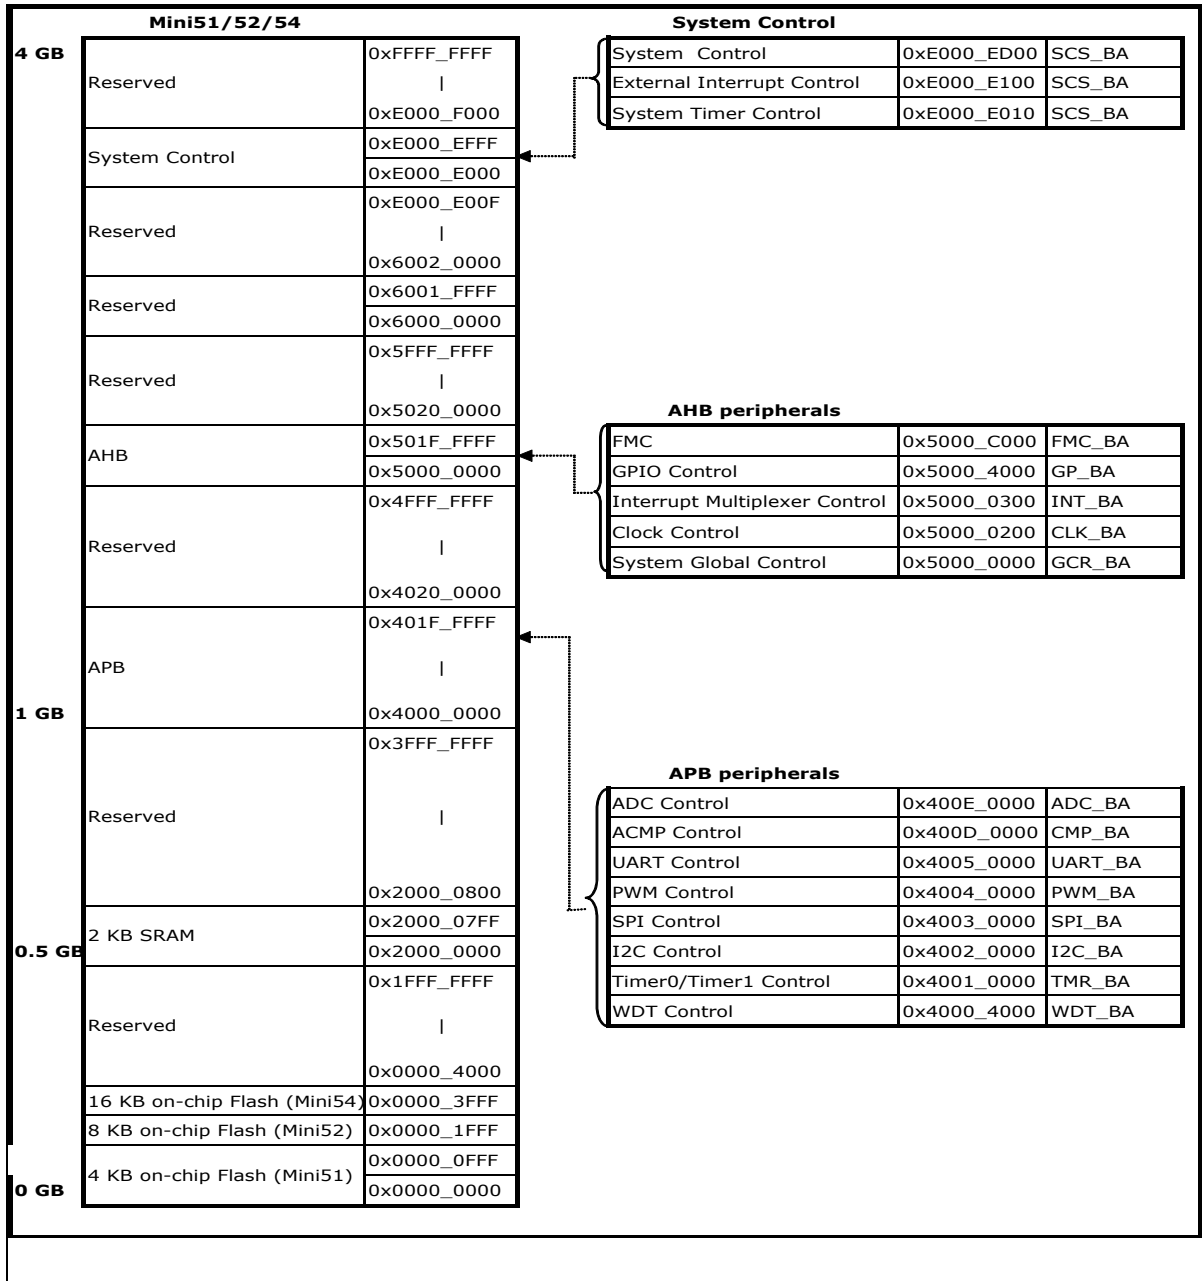 Mini51/52/54 System Control
4 GB 0xFFFF_FFFF System Control 0xE000_ED00 SCS_BA
Reserved | External Interrupt Control 0xE000_E100 SCS_BA
0xE000_F000 System Timer Control 0xE000_E010 SCS_BA
System Control 0xE000_EFFF
0xE000_E000
0xE000_E00F
Reserved |
0x6002_0000
Reserved 0x6001_FFFF
0x6000_0000
0x5FFF_FFFF
Reserved |
0x5020_0000 AHB peripherals
AHB 0x501F_FFFF FMC 0x5000_C000 FMC_BA
0x5000_0000 GPIO Control 0x5000_4000 GP_BA
0x4FFF_FFFF Interrupt Multiplexer Control 0x5000_0300 INT_BA
Reserved | Clock Control 0x5000_0200 CLK_BA
System Global Control 0x5000_0000 GCR_BA
0x4020_0000
0x401F_FFFF
APB |
1 GB 0x4000_0000
0x3FFF_FFFF
APB peripherals
ADC Control 0x400E_0000 ADC_BA
Reserved | ACMP Control 0x400D_0000 CMP_BA
UART Control 0x4005_0000 UART_BA
0x2000_0800 PWM Control 0x4004_0000 PWM_BA
2 KB SRAM 0x2000_07FF SPI Control 0x4003_0000 SPI_BA
0.5 GB 0x2000_0000 I2C Control 0x4002_0000 I2C_BA
0x1FFF_FFFF Timer0/Timer1 Control 0x4001_0000 TMR_BA
Reserved | WDT Control 0x4000_4000 WDT_BA
0x0000_4000
16 KB on-chip Flash (Mini54) 0x0000_3FFF
8 KB on-chip Flash (Mini52) 0x0000_1FFF
4 KB on-chip Flash (Mini51) 0x0000_0FFF
0 GB 0x0000_0000